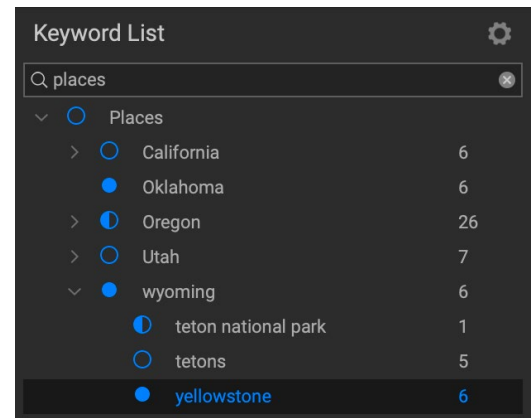 Keyword List
places
Places
California 6
Oklahoma 6
Oregon 26
Utah 7
wyoming 6
teton national park 1
tetons 5
yellowstone 6